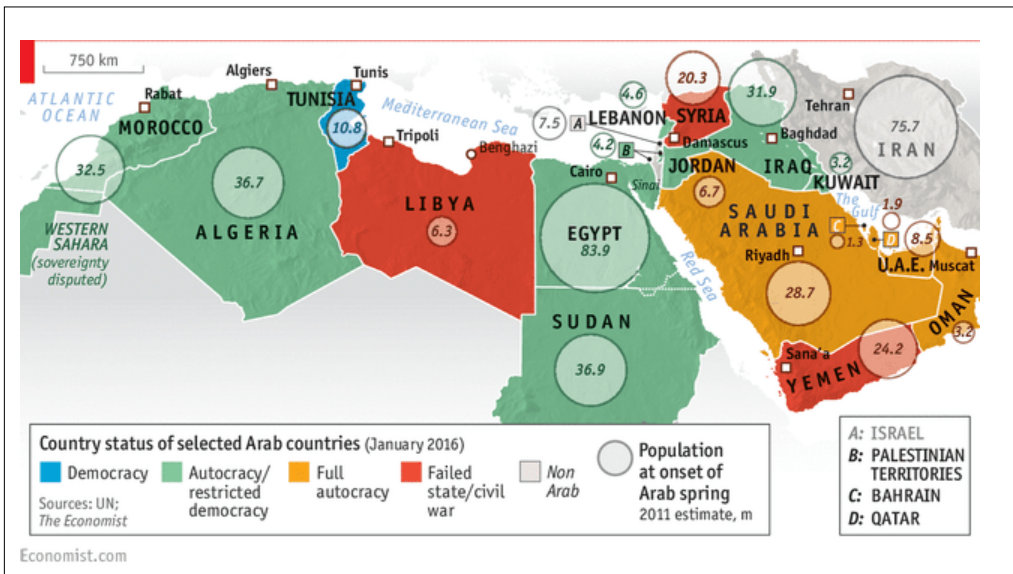 750 km
ATLANTIC
OCEAN
Rabat
MOROCCO
32.5
WESTERN
SAHARA
(sovereignty
disputed)
Algiers
36.7
ALGERIA
Tunis
TUNISIA
10.8
Mediterranean Sea
Tripoli
Benghazi
LIBYA
6.3
7.5
A
4.6
LEBANON
4.2
B
20.3
SYRIA
Damascus
31.9
Baghdad
IRAQ
Tehran
75.7
IRAN
Cairo
Sinai
JORDAN
6.7
3.2
KUWAIT
The
Gulf
EGYPT
83.9
Red Sea
SAUDI
ARABIA
Riyadh
28.7
C
1.3
1.9
D
8.5
U.A.E.
Muscat
OMAN
3.2
SUDAN
36.9
Sana'a
24.2
YEMEN
Country status of selected Arab countries (January 2016)
Democracy
Autocracy/
restricted
democracy
Full
autocracy
Failed
state/civil
war
Non
Arab
Population
at onset of
Arab spring
2011 estimate, m
Sources: UN;
The Economist
A: ISRAEL
B: PALESTINIAN
TERRITORIES
C: BAHRAIN
D: QATAR
Economist.com